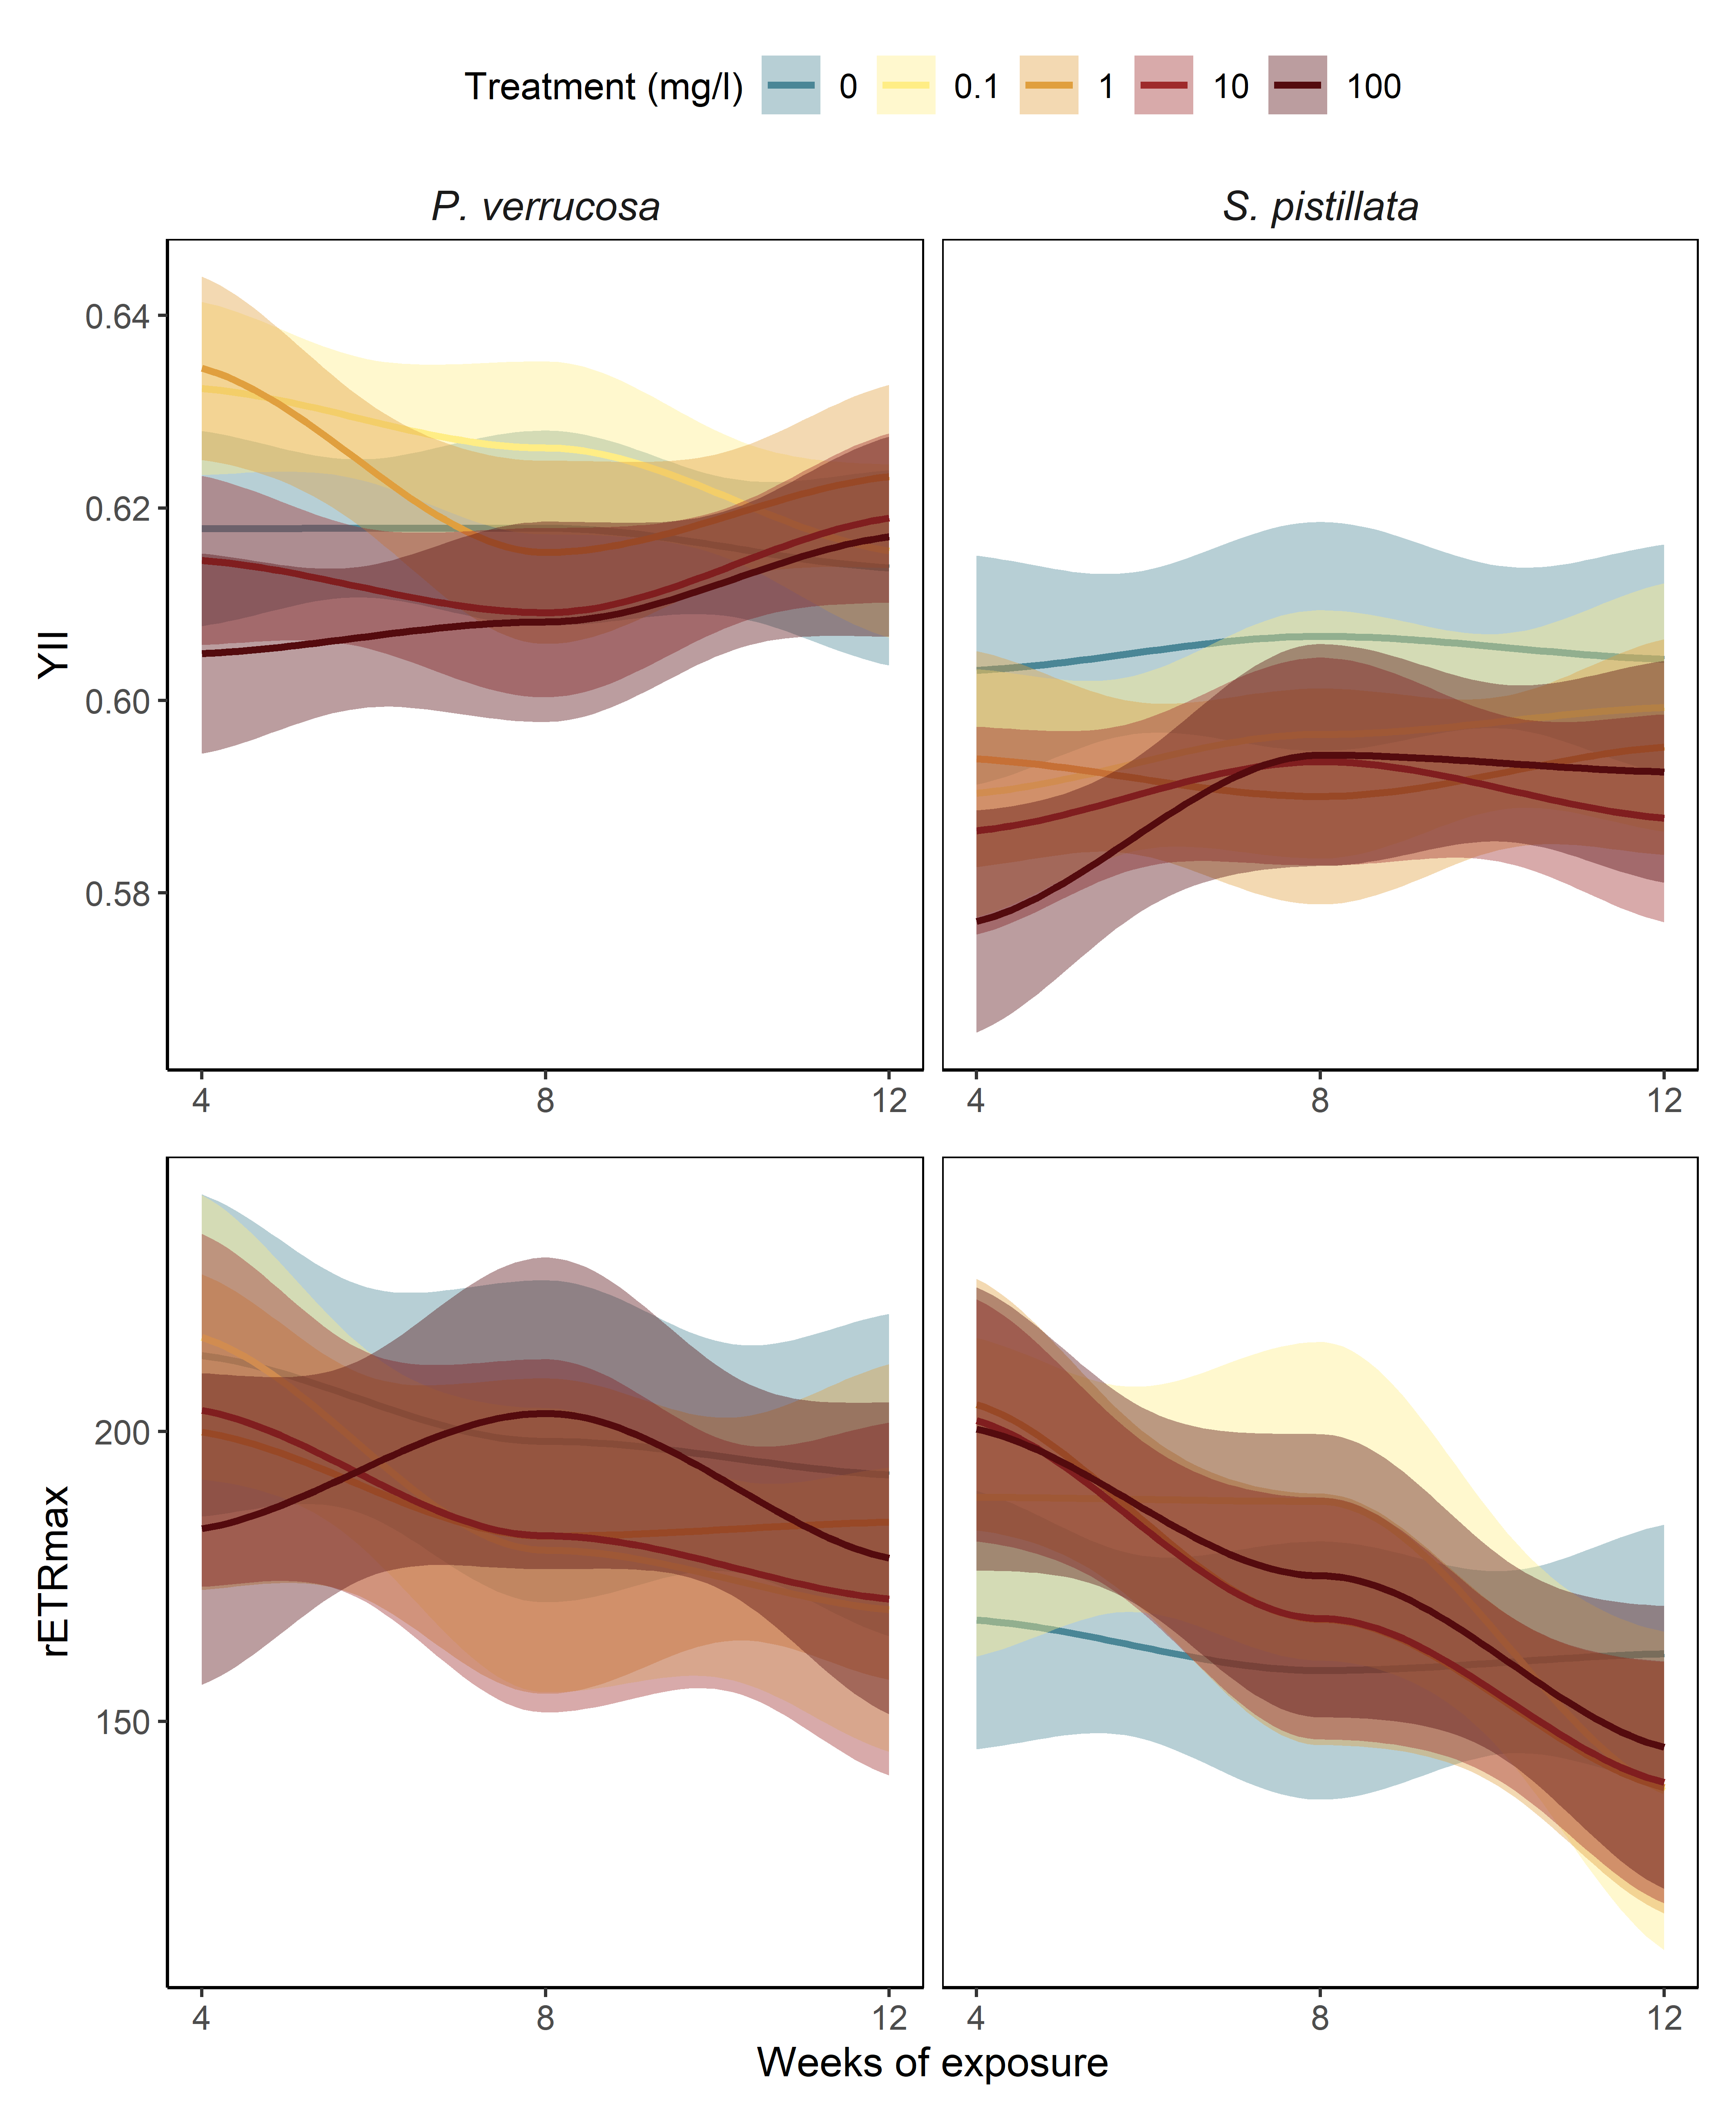 Treatment (mg/l) 0 0.1 1 10 100
P. verrucosa S. pistillata
YII
0.64
0.62
0.60
0.58
4 8 12 4 8 12
rETRmax
200
150
4 8 12 4 8 12
Weeks of exposure